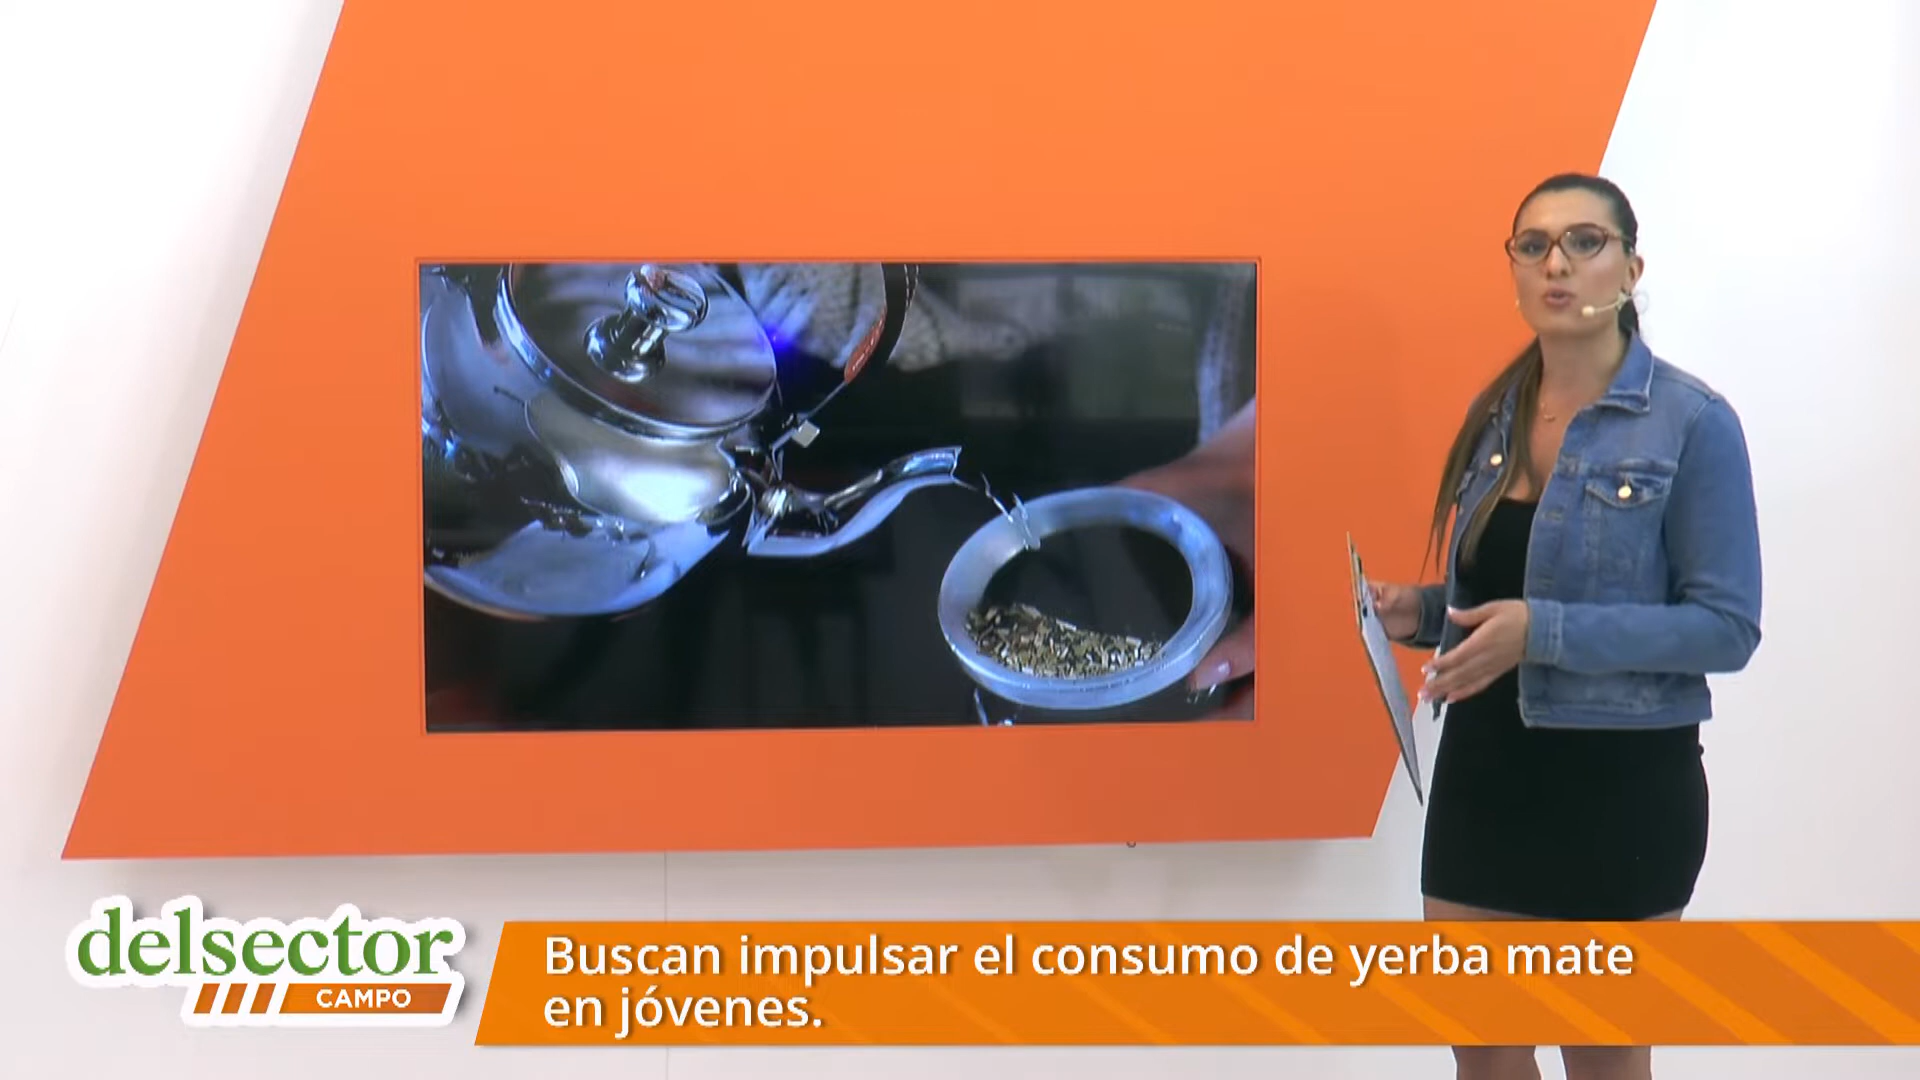 delsector
CAMPO
Buscan impulsar el consumo de yerba mate
en jóvenes.